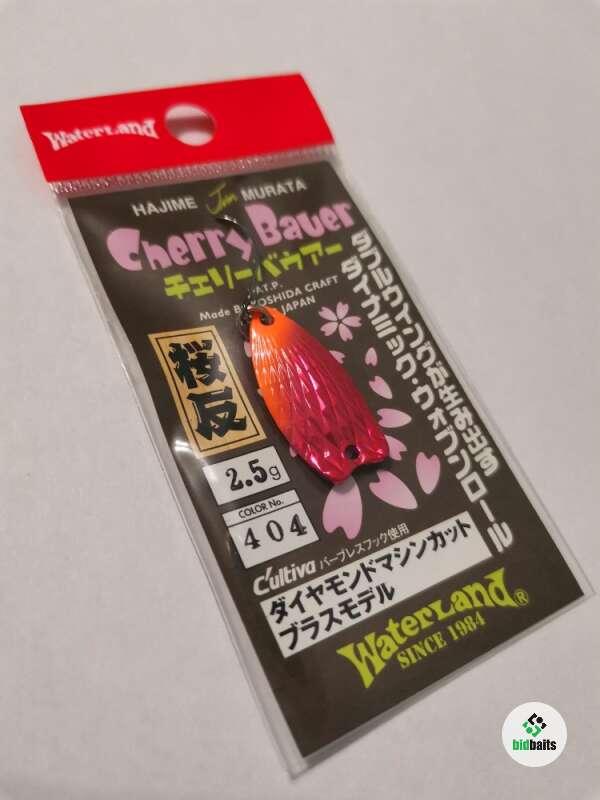 WaterLand
HAJIME Jim MURATA
Cherry Bauer
チェリーバウアー
PAT.P.
Made By YOSHIDA CRAFT
JAPAN
ダブルウィングが生み出す
ダイナミック・ウォブンロール
桜反
2.5g
COLOR No.
404
C'ultiva バーブレスフック使用
ダイヤモンドマシンカット
ブラスモデル
WaterLand®
SINCE 1984
bidbaits